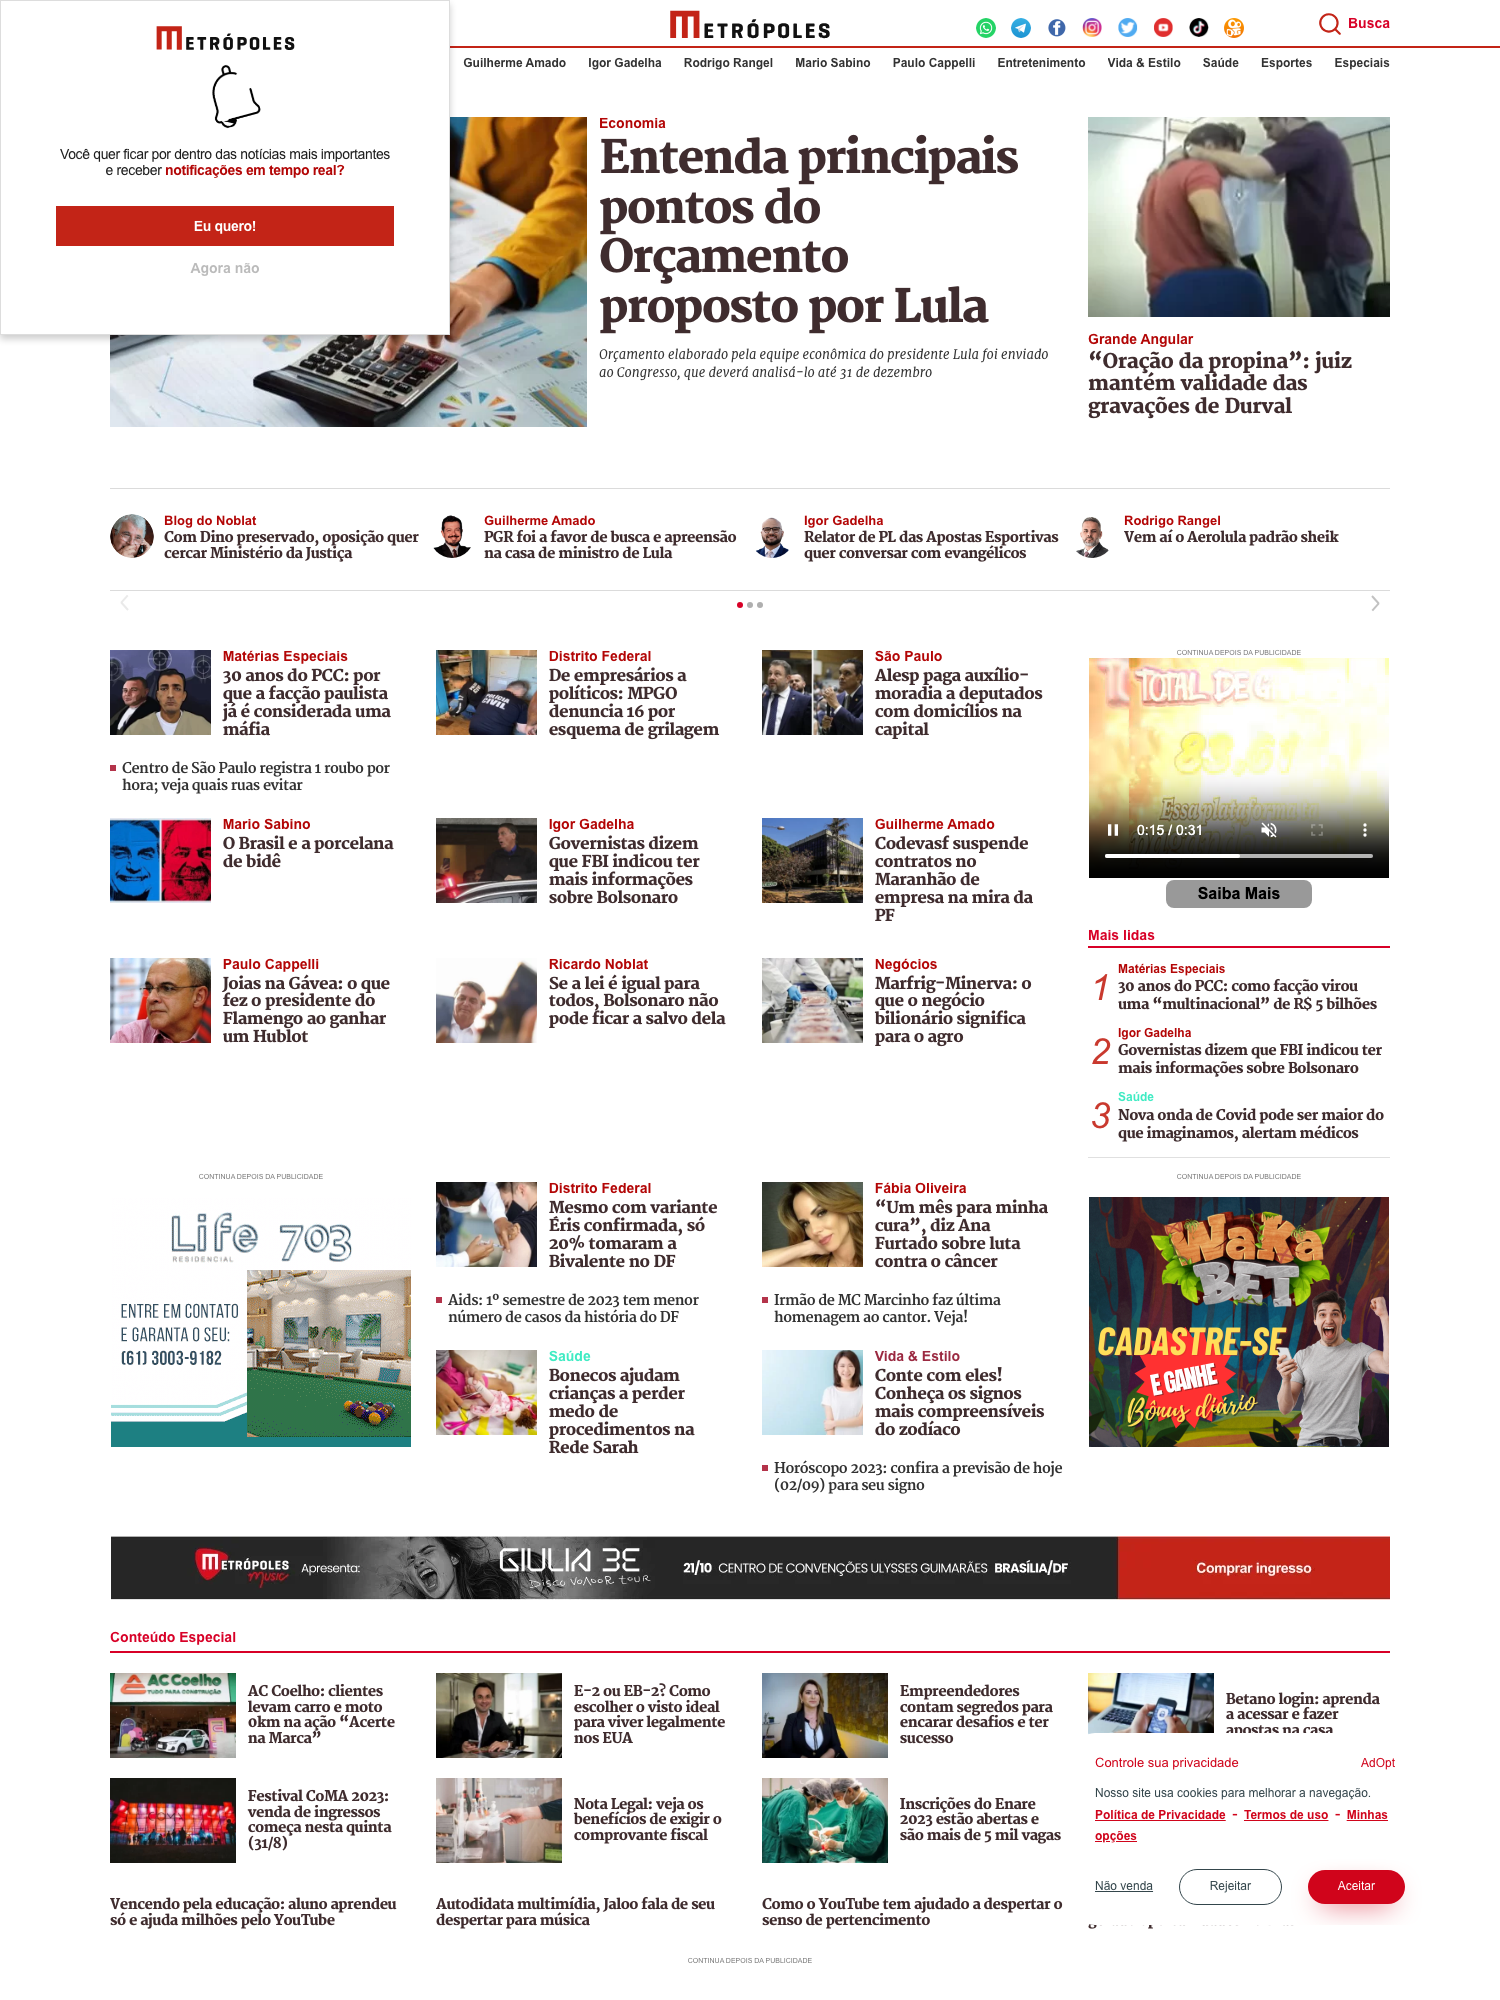 METRÓPOLES
Você quer ficar por dentro das notícias mais importantes
e receber notificações em tempo real?
Eu quero!
Agora não
METRÓPOLES
Busca
Guilherme Amado
Igor Gadelha
Rodrigo Rangel
Mario Sabino
Paulo Cappelli
Entretenimento
Vida & Estilo
Saúde
Esportes
Especiais
Economia
Entenda principais
pontos do
Orçamento
proposto por Lula
Orçamento elaborado pela equipe econômica do presidente Lula foi enviado
ao Congresso, que deverá analisá-lo até 31 de dezembro
Grande Angular
“Oração da propina”: juiz
mantém validade das
gravações de Durval
Blog do Noblat
Com Dino preservado, oposição quer
cercar Ministério da Justiça
Guilherme Amado
PGR foi a favor de busca e apreensão
na casa de ministro de Lula
Igor Gadelha
Relator de PL das Apostas Esportivas
quer conversar com evangélicos
Rodrigo Rangel
Vem aí o Aerolula padrão sheik
Matérias Especiais
30 anos do PCC: por
que a facção paulista
já é considerada uma
máfia
Centro de São Paulo registra 1 roubo por
hora; veja quais ruas evitar
Distrito Federal
De empresários a
políticos: MPGO
denuncia 16 por
esquema de grilagem
São Paulo
Alesp paga auxílio-
moradia a deputados
com domicílios na
capital
CONTINUA DEPOIS DA PUBLICIDADE
TOTAL DE
83,61
Essa plataforma
0:15 / 0:31
Saiba Mais
Mario Sabino
O Brasil e a porcelana
de bidê
Igor Gadelha
Governistas dizem
que FBI indicou ter
mais informações
sobre Bolsonaro
Guilherme Amado
Codevasf suspende
contratos no
Maranhão de
empresa na mira da
PF
Paulo Cappelli
Joias na Gávea: o que
fez o presidente do
Flamengo ao ganhar
um Hublot
Ricardo Noblat
Se a lei é igual para
todos, Bolsonaro não
pode ficar a salvo dela
Negócios
Marfrig-Minerva: o
que o negócio
bilionário significa
para o agro
Mais lidas
1
Matérias Especiais
30 anos do PCC: como facção virou
uma “multinacional” de R$ 5 bilhões
2
Igor Gadelha
Governistas dizem que FBI indicou ter
mais informações sobre Bolsonaro
3
Saúde
Nova onda de Covid pode ser maior do
que imaginamos, alertam médicos
CONTINUA DEPOIS DA PUBLICIDADE
Life 703
RESIDENCIAL
ENTRE EM CONTATO
E GARANTA O SEU:
(61) 3003-9182
Distrito Federal
Mesmo com variante
Éris confirmada, só
20% tomaram a
Bivalente no DF
Aids: 1º semestre de 2023 tem menor
número de casos da história do DF
Fábia Oliveira
“Um mês para minha
cura”, diz Ana
Furtado sobre luta
contra o câncer
Irmão de MC Marcinho faz última
homenagem ao cantor. Veja!
CONTINUA DEPOIS DA PUBLICIDADE
WAKA
BET
CADASTRE-SE
E GANHE
Bônus diário
Saúde
Bonecos ajudam
crianças a perder
medo de
procedimentos na
Rede Sarah
Vida & Estilo
Conte com eles!
Conheça os signos
mais compreensíveis
do zodíaco
Horóscopo 2023: confira a previsão de hoje
(02/09) para seu signo
METRÓPOLES music Apresenta: GIULIA BE 21/10 CENTRO DE CONVENÇÕES ULYSSES GUIMARÃES BRASÍLIA/DF Comprar ingresso
DISCO VOADOR TOUR
Conteúdo Especial
AC Coelho
TUDO PARA CONSTRUÇÃO
AC Coelho: clientes
levam carro e moto
0km na ação “Acerte
na Marca”
E-2 ou EB-2? Como
escolher o visto ideal
para viver legalmente
nos EUA
Empreendedores
contam segredos para
encarar desafios e ter
sucesso
Betano login: aprenda
a acessar e fazer
apostas na casa
Festival CoMA 2023:
venda de ingressos
começa nesta quinta
(31/8)
Nota Legal: veja os
benefícios de exigir o
comprovante fiscal
Inscrições do Enare
2023 estão abertas e
são mais de 5 mil vagas
Controle sua privacidade
AdOpt
Nosso site usa cookies para melhorar a navegação.
Política de Privacidade - Termos de uso - Minhas
opções
Não venda
Rejeitar
Aceitar
Vencendo pela educação: aluno aprendeu
só e ajuda milhões pelo YouTube
Autodidata multimídia, Jaloo fala de seu
despertar para música
Como o YouTube tem ajudado a despertar o
senso de pertencimento
CONTINUA DEPOIS DA PUBLICIDADE